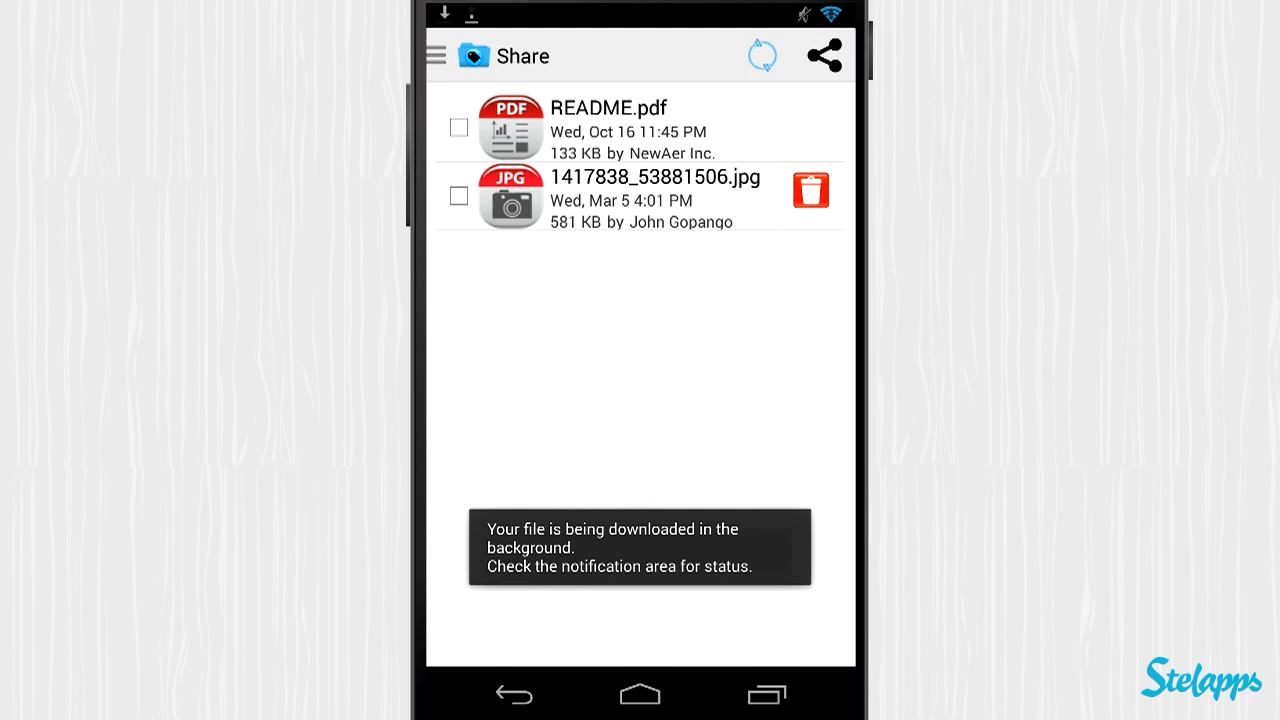 Share
PDF
README.pdf
Wed, Oct 16 11:45 PM
133 KB by NewAer Inc.
JPG
1417838_53881506.jpg
Wed, Mar 5 4:01 PM
581 KB by John Gopango
Your file is being downloaded in the
background.
Check the notification area for status.
Stelapps